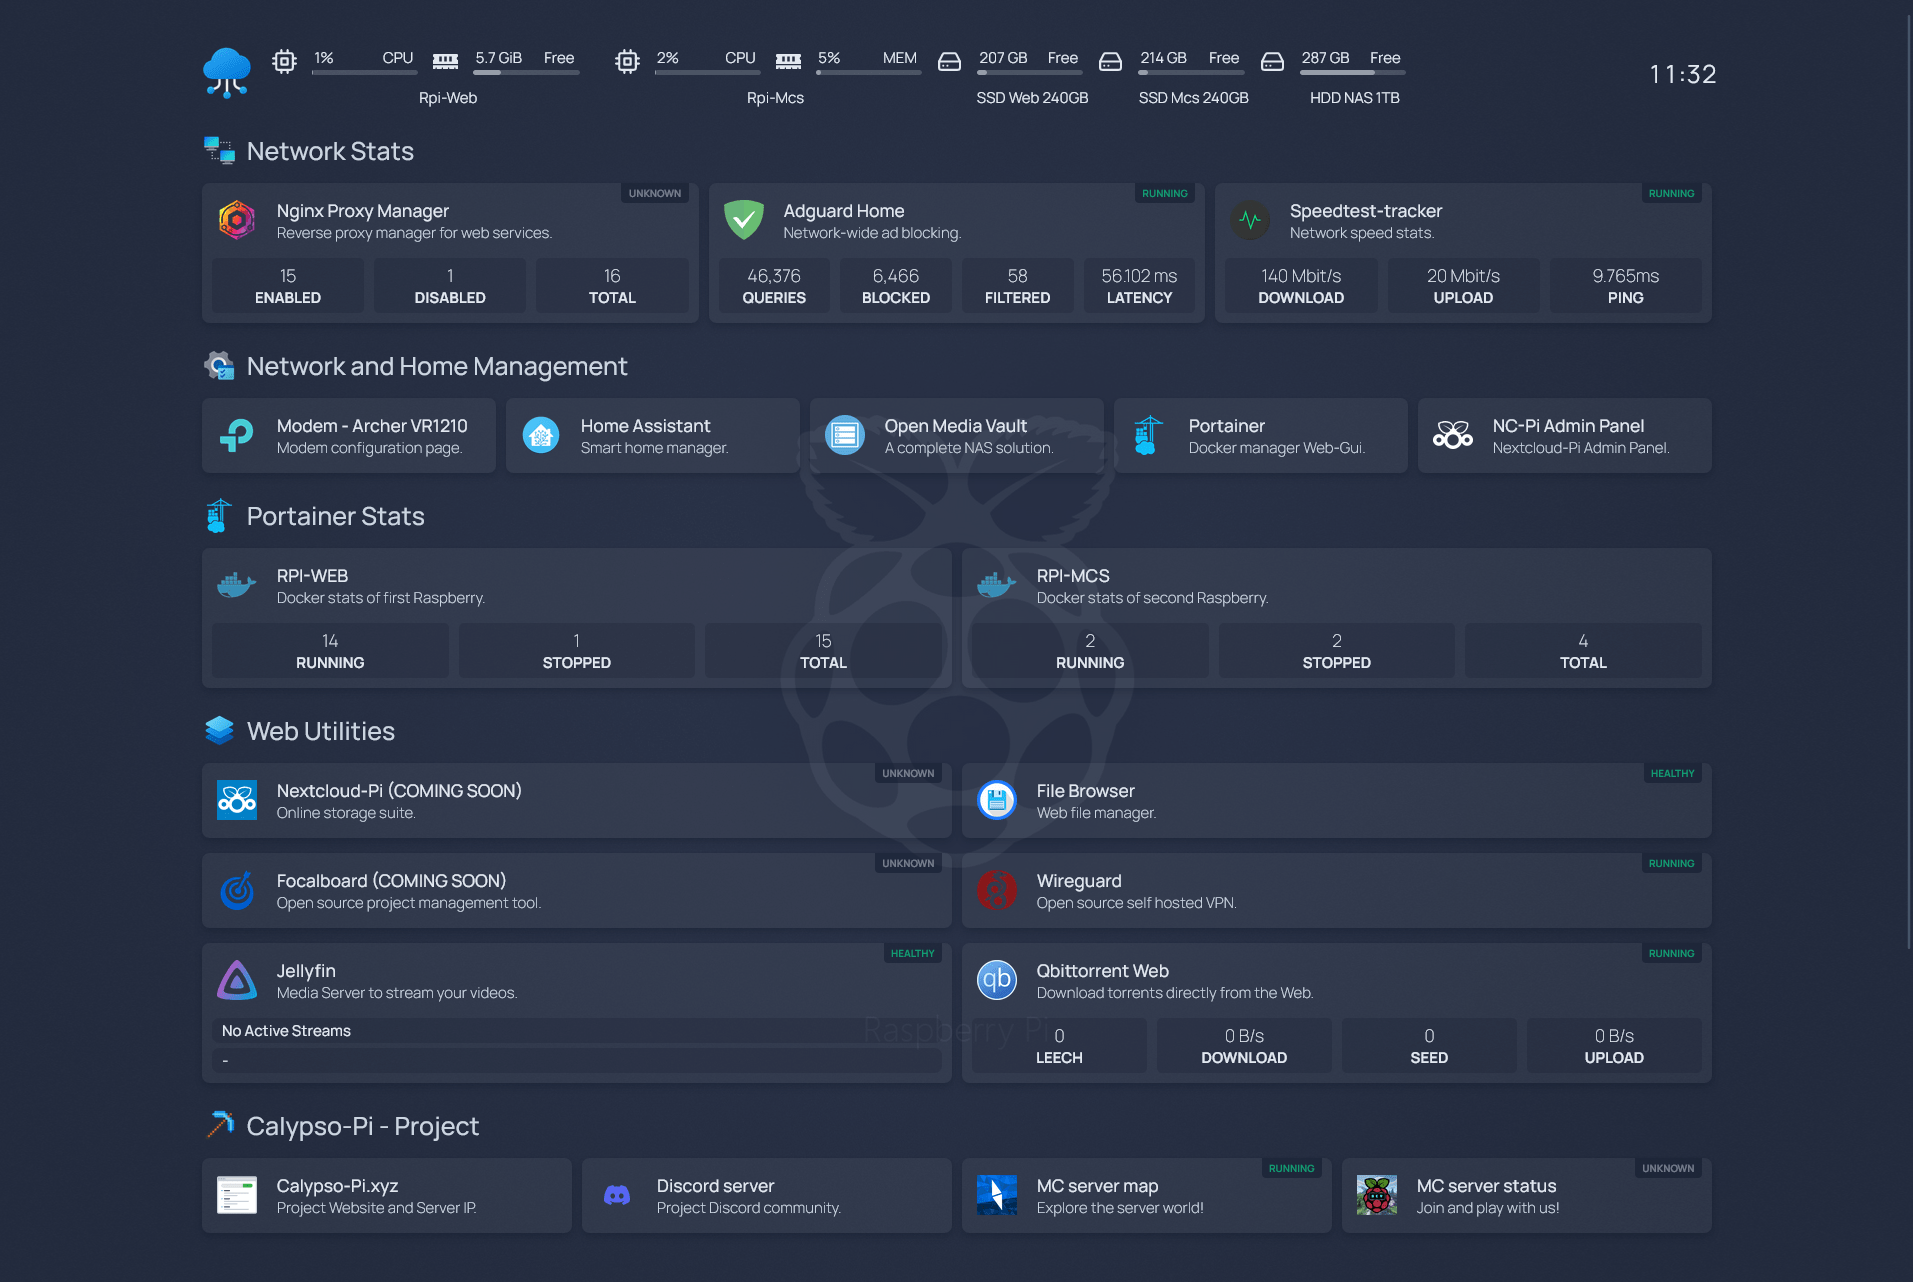 1% CPU 5.7 GiB Free
Rpi-Web
2% CPU 5% MEM
Rpi-Mcs
207 GB Free
SSD Web 240GB
214 GB Free
SSD Mcs 240GB
287 GB Free
HDD NAS 1TB
11:32
Network Stats
UNKNOWN
Nginx Proxy Manager
Reverse proxy manager for web services.
15
ENABLED
1
DISABLED
16
TOTAL
RUNNING
Adguard Home
Network-wide ad blocking.
46,376
QUERIES
6,466
BLOCKED
58
FILTERED
56.102 ms
LATENCY
RUNNING
Speedtest-tracker
Network speed stats.
140 Mbit/s
DOWNLOAD
20 Mbit/s
UPLOAD
9.765ms
PING
Network and Home Management
Modem - Archer VR1210
Modem configuration page.
Home Assistant
Smart home manager.
Open Media Vault
A complete NAS solution.
Portainer
Docker manager Web-Gui.
NC-Pi Admin Panel
Nextcloud-Pi Admin Panel.
Portainer Stats
RPI-WEB
Docker stats of first Raspberry.
14
RUNNING
1
STOPPED
15
TOTAL
RPI-MCS
Docker stats of second Raspberry.
2
RUNNING
2
STOPPED
4
TOTAL
Web Utilities
UNKNOWN
Nextcloud-Pi (COMING SOON)
Online storage suite.
HEALTHY
File Browser
Web file manager.
UNKNOWN
Focalboard (COMING SOON)
Open source project management tool.
RUNNING
Wireguard
Open source self hosted VPN.
HEALTHY
Jellyfin
Media Server to stream your videos.
No Active Streams
-
RUNNING
qb
Qbittorrent Web
Download torrents directly from the Web.
0
LEECH
0 B/s
DOWNLOAD
0
SEED
0 B/s
UPLOAD
Raspberry Pi
Calypso-Pi - Project
Calypso-Pi.xyz
Project Website and Server IP.
Discord server
Project Discord community.
RUNNING
MC server map
Explore the server world!
UNKNOWN
MC server status
Join and play with us!